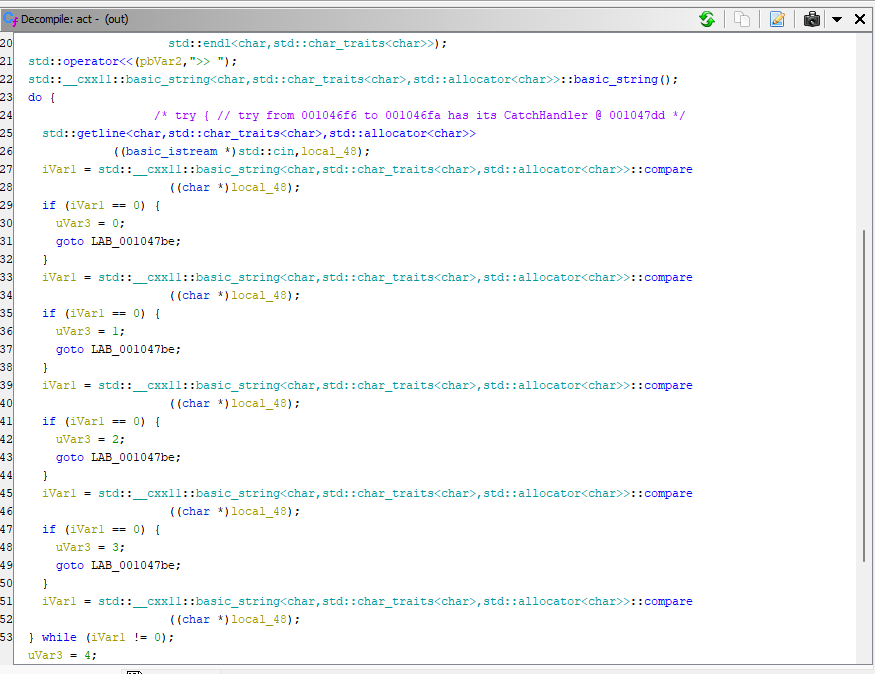 Decompile: act - (out)
20 std::endl<char,std::char_traits<char>>);
21 std::operator<<(pbVar2,">> ");
22 std::__cxx11::basic_string<char,std::char_traits<char>,std::allocator<char>>::basic_string();
23 do {
24 /* try { // try from 001046f6 to 001046fa has its CatchHandler @ 001047dd */
25 std::getline<char,std::char_traits<char>,std::allocator<char>>
26 ((basic_istream *)std::cin,local_48);
27 iVar1 = std::__cxx11::basic_string<char,std::char_traits<char>,std::allocator<char>>::compare
28 ((char *)local_48);
29 if (iVar1 == 0) {
30 uVar3 = 0;
31 goto LAB_001047be;
32 }
33 iVar1 = std::__cxx11::basic_string<char,std::char_traits<char>,std::allocator<char>>::compare
34 ((char *)local_48);
35 if (iVar1 == 0) {
36 uVar3 = 1;
37 goto LAB_001047be;
38 }
39 iVar1 = std::__cxx11::basic_string<char,std::char_traits<char>,std::allocator<char>>::compare
40 ((char *)local_48);
41 if (iVar1 == 0) {
42 uVar3 = 2;
43 goto LAB_001047be;
44 }
45 iVar1 = std::__cxx11::basic_string<char,std::char_traits<char>,std::allocator<char>>::compare
46 ((char *)local_48);
47 if (iVar1 == 0) {
48 uVar3 = 3;
49 goto LAB_001047be;
50 }
51 iVar1 = std::__cxx11::basic_string<char,std::char_traits<char>,std::allocator<char>>::compare
52 ((char *)local_48);
53 } while (iVar1 != 0);
uVar3 = 4;